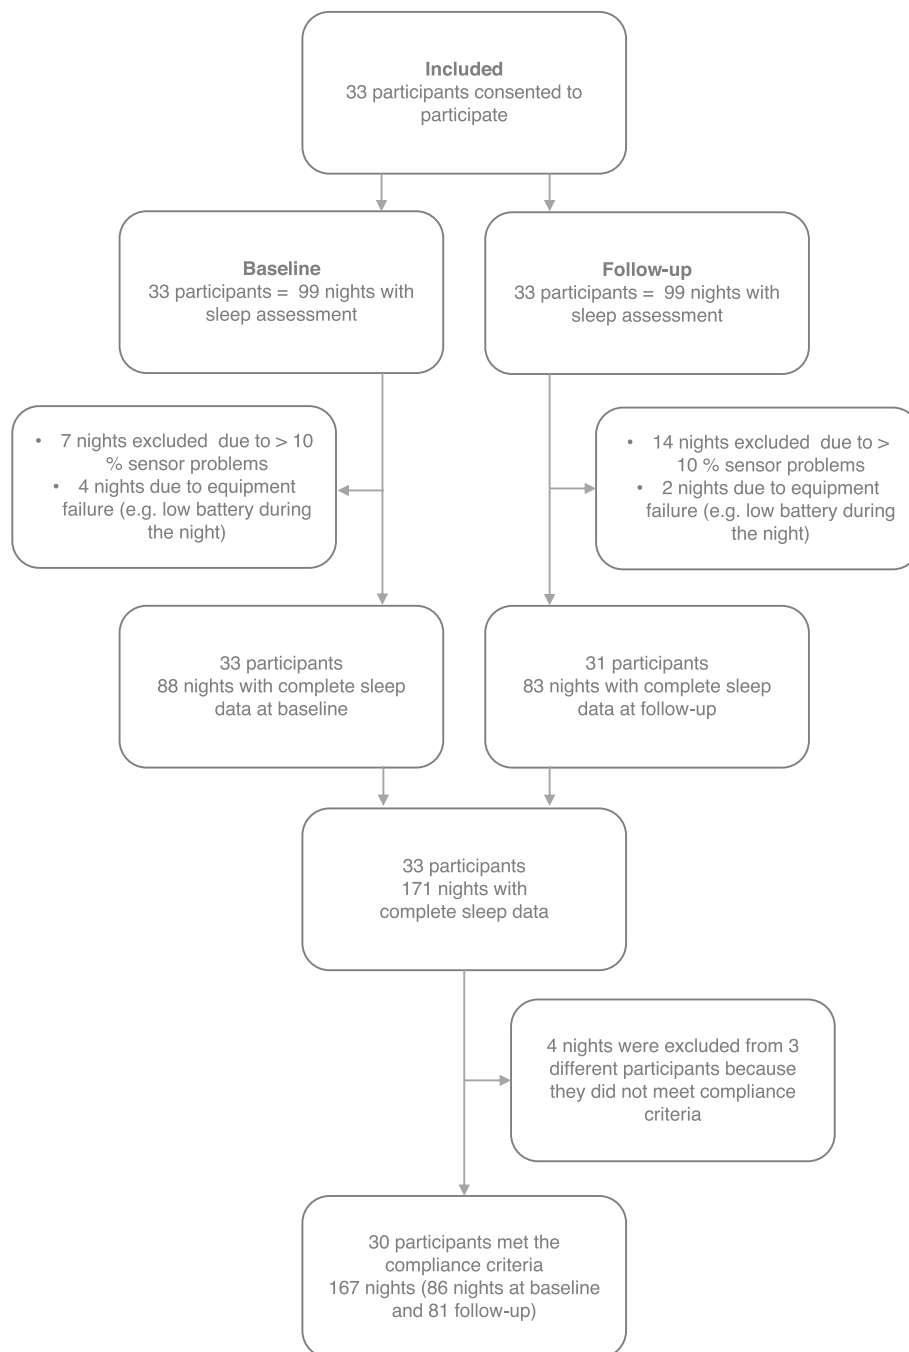 Included
33 participants consented to
participate
Baseline
33 participants = 99 nights with
sleep assessment
Follow-up
33 participants = 99 nights with
sleep assessment
• 7 nights excluded due to > 10
% sensor problems
• 4 nights due to equipment
failure (e.g. low battery during
the night)
• 14 nights excluded due to >
10 % sensor problems
• 2 nights due to equipment
failure (e.g. low battery during
the night)
33 participants
88 nights with complete sleep
data at baseline
31 participants
83 nights with complete sleep
data at follow-up
33 participants
171 nights with
complete sleep data
4 nights were excluded from 3
different participants because
they did not meet compliance
criteria
30 participants met the
compliance criteria
167 nights (86 nights at baseline
and 81 follow-up)